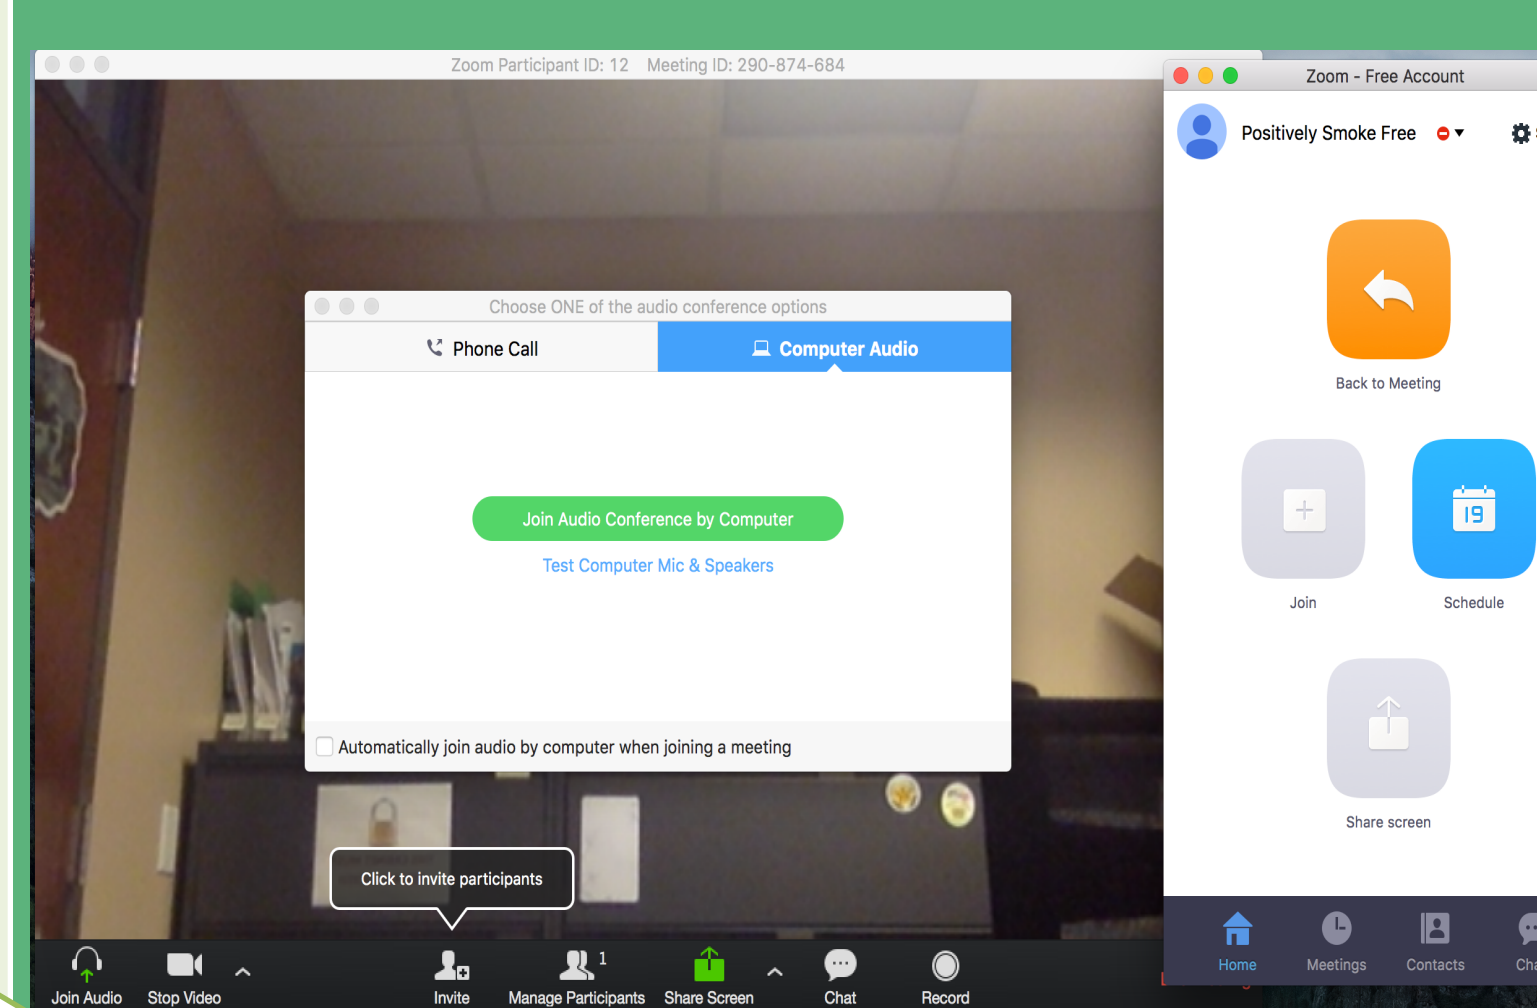 Zoom Participant ID: 12 Meeting ID: 290-874-684
Zoom - Free Account
Positively Smoke Free
Choose ONE of the audio conference options
Phone Call
Computer Audio
Back to Meeting
Join Audio Conference by Computer
Test Computer Mic & Speakers
19
Join
Schedule
Automatically join audio by computer when joining a meeting
Share screen
Click to invite participants
1
Home
Meetings
Contacts
Join Audio
Stop Video
Invite
Manage Participants
Share Screen
Chat
Record